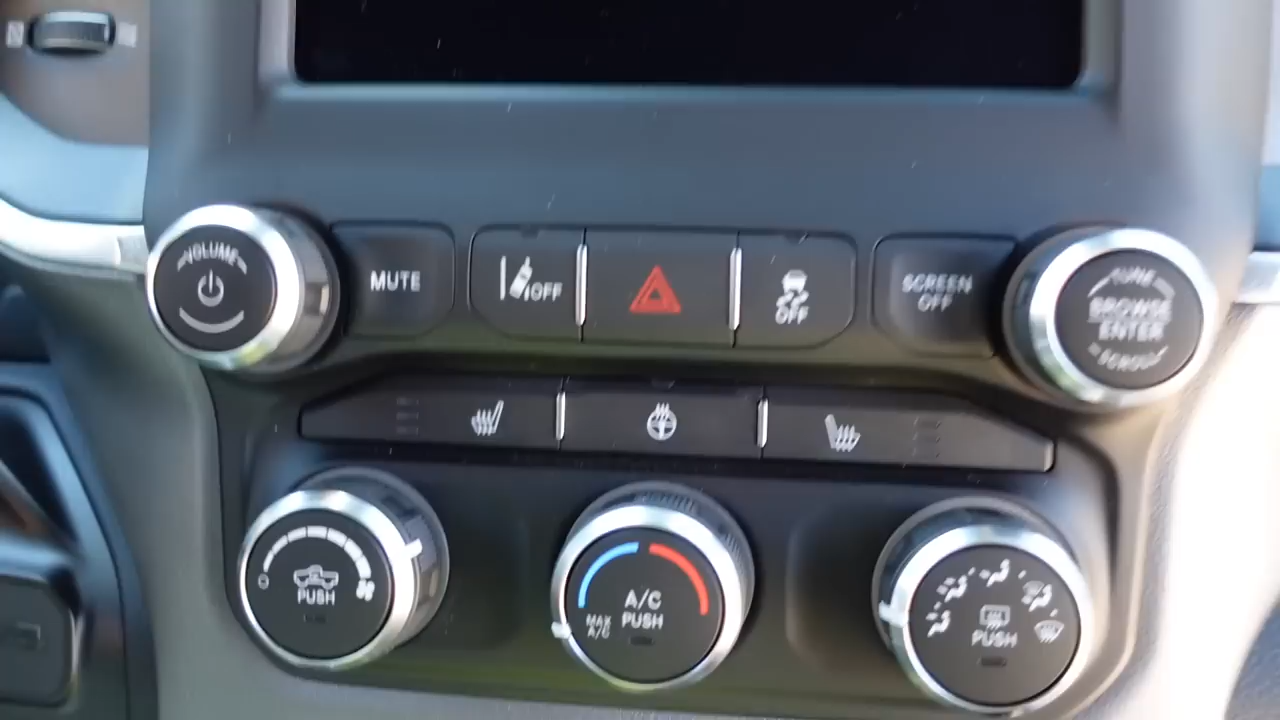 VOLUME
MUTE
OFF
OFF
SCREEN
OFF
TUNE
BROWSE
ENTER
SCROLL
O
PUSH
A/C
PUSH
MAX
A/C
PUSH